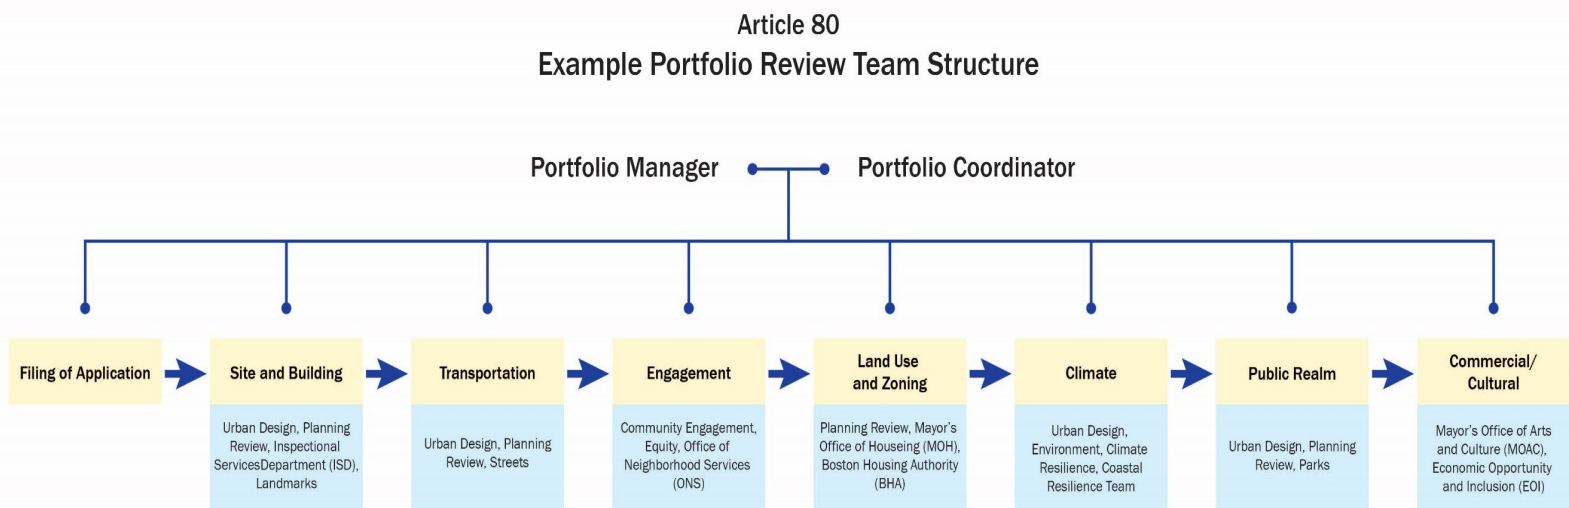 Article 80
Example Portfolio Review Team Structure
Portfolio Manager
Portfolio Coordinator
Filing of Application
Site and Building
Urban Design, Planning
Review, Inspectional
ServicesDepartment (ISD),
Landmarks
Transportation
Urban Design, Planning
Review, Streets
Engagement
Community Engagement,
Equity, Office of
Neighborhood Services
(ONS)
Land Use
and Zoning
Planning Review, Mayor's
Office of Houseing (MOH),
Boston Housing Authority
(BHA)
Climate
Urban Design,
Environment, Climate
Resilience, Coastal
Resilience Team
Public Realm
Urban Design, Planning
Review, Parks
Commercial/
Cultural
Mayor's Office of Arts
and Culture (MOAC),
Economic Opportunity
and Inclusion (EOI)